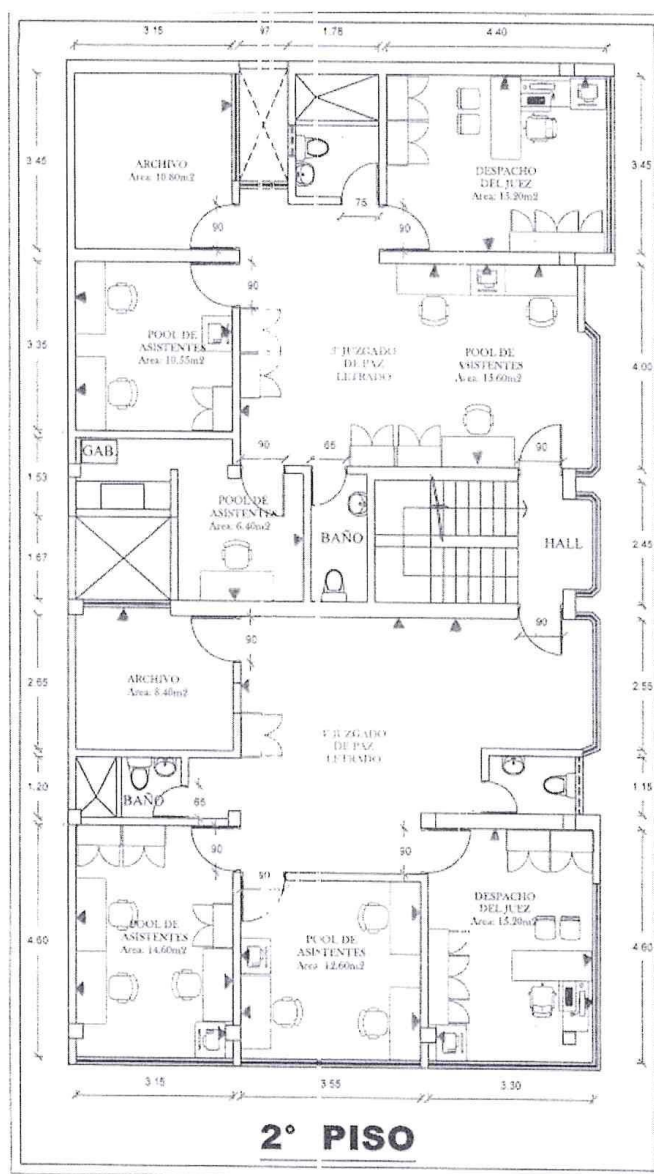 3.15
97
1.78
4.40
3.45
ARCHIVO
Area: 10.80m2
75
DESPACHO
DEL JUEZ
Area: 15.20m2
3.45
90
90
90
3.35
POOL DE
ASISTENTES
Area: 10.55m2
JUZGADO
DE PAZ
LETRADO
POOL DE
ASISTENTES
Area: 15.60m2
4.00
90
65
90
GAB.
1.53
POOL DE
ASISTENTES
Area: 6.40m2
BAÑO
HALL
2.45
1.67
90
90
2.65
ARCHIVO
Area: 8.40m2
2.55
JUZGADO
DE PAZ
LETRADO
1.20
BAÑO
65
1.15
90
90
90
4.60
POOL DE
ASISTENTES
Area: 14.60m2
POOL DE
ASISTENTES
Area: 12.60m2
DESPACHO
DEL JUEZ
Area: 15.20m2
4.60
3.15
3.55
3.30
2° PISO